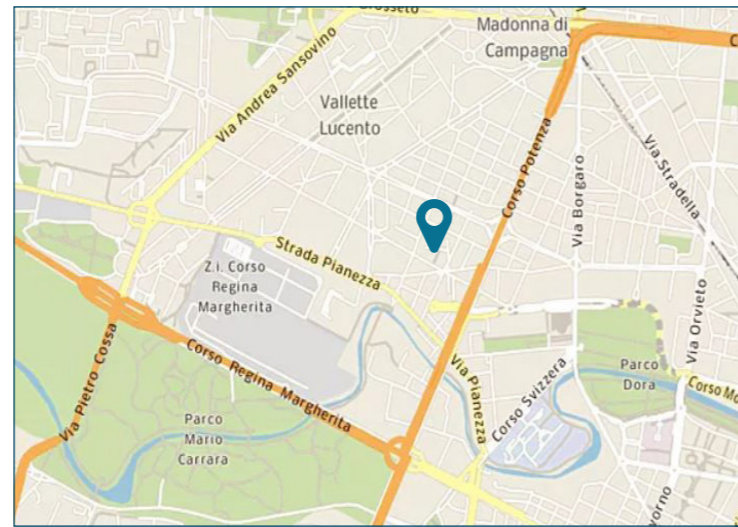 Grosseto
Madonna di
Campagna
Via Andrea Sansovino
Vallette
Lucento
Corso Potenza
Via Stradella
Via Borgaro
Strada Pianezza
Z.i. Corso
Regina
Margherita
Via Orvieto
Via Pietro Cossa
Corso Regina Margherita
Via Pianezza
Corso Svizzera
Parco
Dora
Corso Mo
Parco
Mario
Carrara
vorno